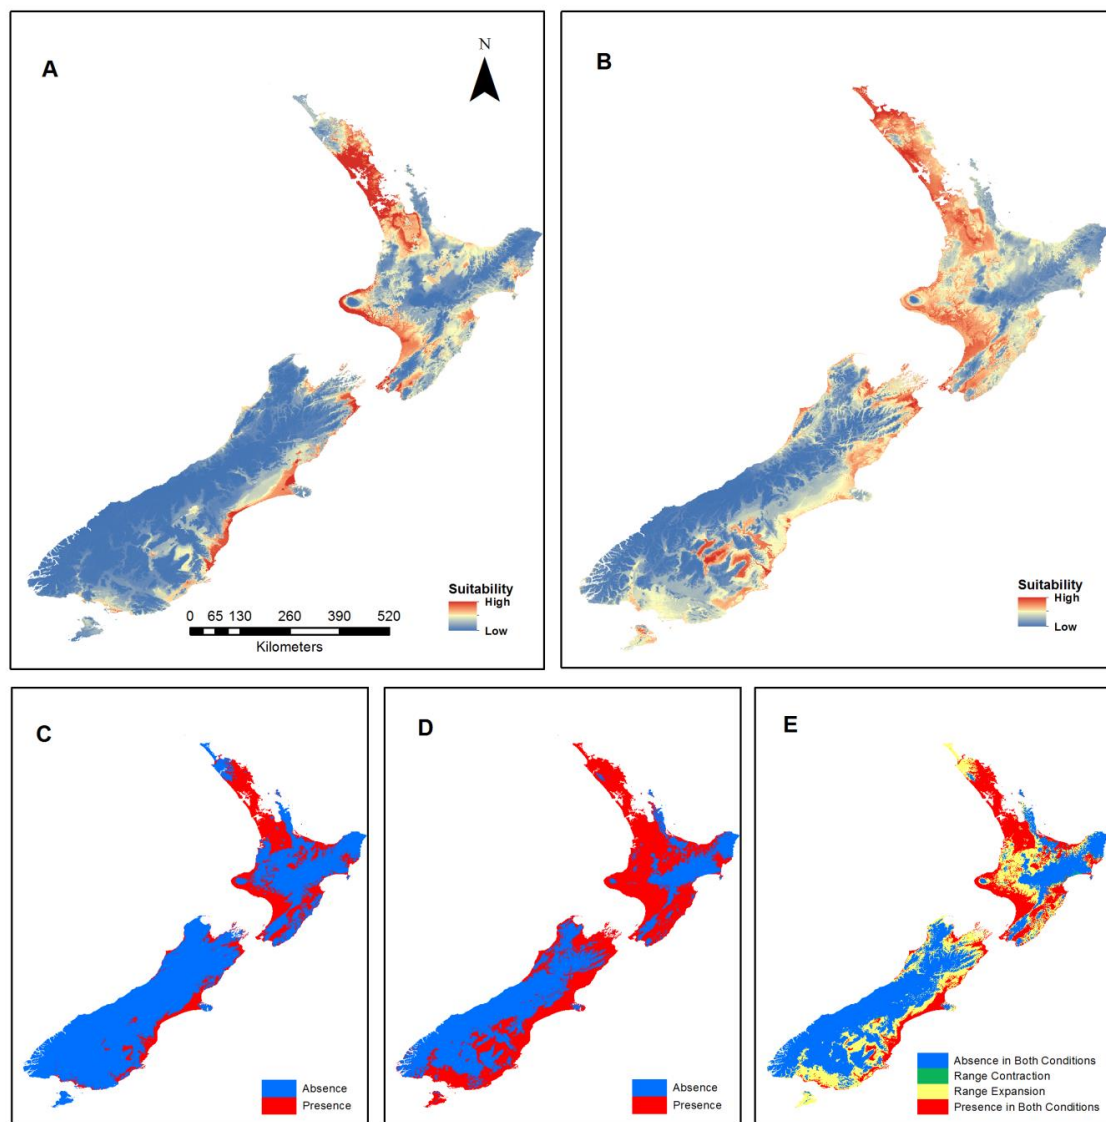 A
N
Suitability
High
Low
0 65 130 260 390 520
Kilometers
B
Suitability
High
Low
C
Absence
Presence
D
Absence
Presence
E
Absence in Both Conditions
Range Contraction
Range Expansion
Presence in Both Conditions